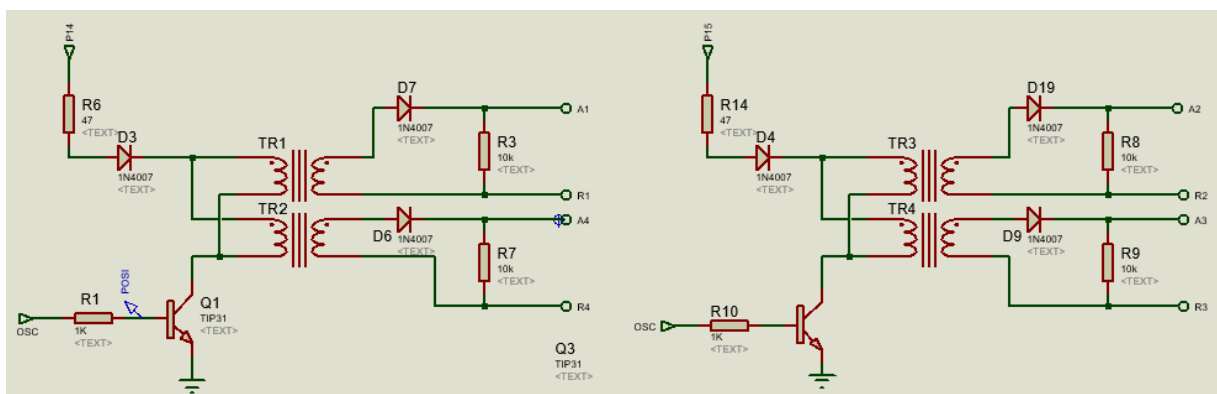 P14
R6
47
<TEXT>
D3
1N4007
<TEXT>
TR1
TR2
D7
1N4007
<TEXT>
R3
10k
<TEXT>
A1
R1
A4
D6
1N4007
<TEXT>
R7
10k
<TEXT>
R4
POSI
R1
1K
<TEXT>
OSC
Q1
TIP31
<TEXT>
Q3
TIP31
<TEXT>
P15
R14
47
<TEXT>
D4
1N4007
<TEXT>
TR3
TR4
D19
1N4007
<TEXT>
R8
10k
<TEXT>
A2
R2
A3
D9
1N4007
<TEXT>
R9
10k
<TEXT>
R3
OSC
R10
1K
<TEXT>